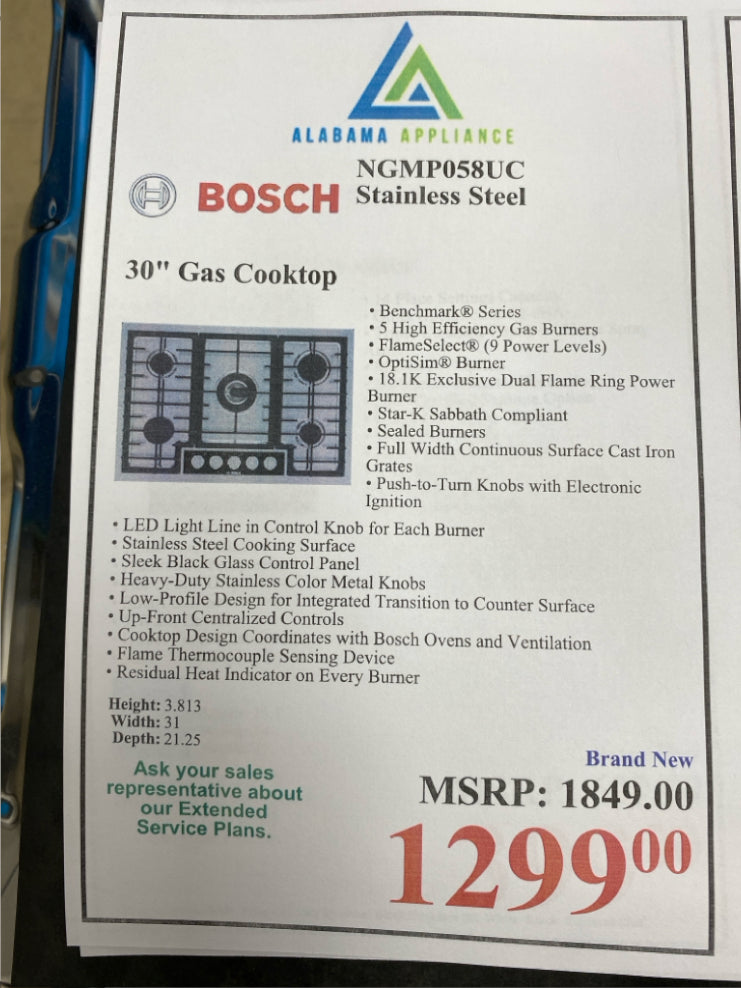 ALABAMA APPLIANCE
BOSCH
NGMP058UC
Stainless Steel
30" Gas Cooktop
• Benchmark® Series
• 5 High Efficiency Gas Burners
• FlameSelect® (9 Power Levels)
• OptiSim® Burner
• 18.1K Exclusive Dual Flame Ring Power
Burner
• Star-K Sabbath Compliant
• Sealed Burners
• Full Width Continuous Surface Cast Iron
Grates
• Push-to-Turn Knobs with Electronic
Ignition
• LED Light Line in Control Knob for Each Burner
• Stainless Steel Cooking Surface
• Sleek Black Glass Control Panel
• Heavy-Duty Stainless Color Metal Knobs
• Low-Profile Design for Integrated Transition to Counter Surface
• Up-Front Centralized Controls
• Cooktop Design Coordinates with Bosch Ovens and Ventilation
• Flame Thermocouple Sensing Device
• Residual Heat Indicator on Every Burner
Height: 3.813
Width: 31
Depth: 21.25
Ask your sales
representative about
our Extended
Service Plans.
Brand New
MSRP: 1849.00
129900